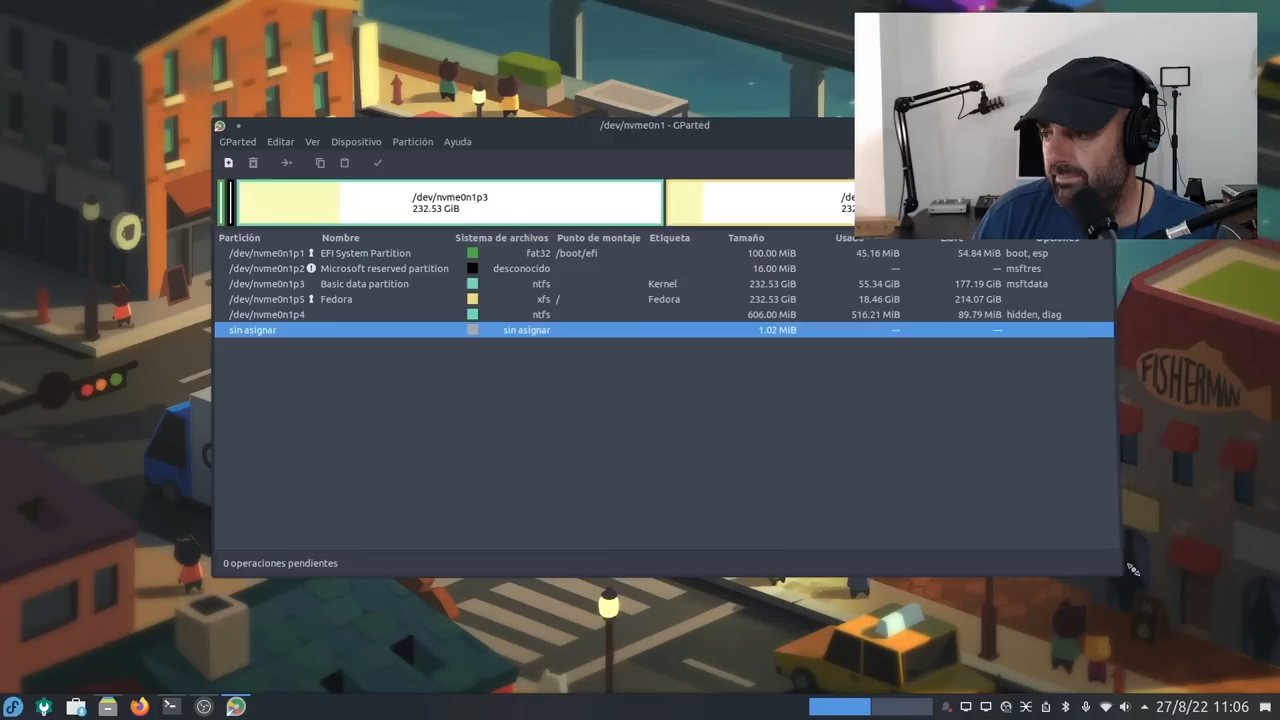 /dev/nvme0n1 - GParted
GParted Editar Ver Dispositivo Partición Ayuda
/dev/nvme0n1p3
232.53 GiB
Partición Nombre Sistema de archivos Punto de montaje Etiqueta Tamaño
/dev/nvme0n1p1 EFI System Partition fat32 /boot/efi 100.00 MiB 45.16 MiB 54.84 MiB boot, esp
/dev/nvme0n1p2 Microsoft reserved partition desconocido 16.00 MiB — — msftres
/dev/nvme0n1p3 Basic data partition ntfs Kernel 232.53 GiB 55.34 GiB 177.19 GiB msftdata
/dev/nvme0n1p5 Fedora xfs / Fedora 232.53 GiB 18.46 GiB 214.07 GiB
/dev/nvme0n1p4 ntfs 606.00 MiB 516.21 MiB 89.79 MiB hidden, diag
sin asignar sin asignar 1.02 MiB — —
0 operaciones pendientes
FISHERMAN
27/8/22 11:06